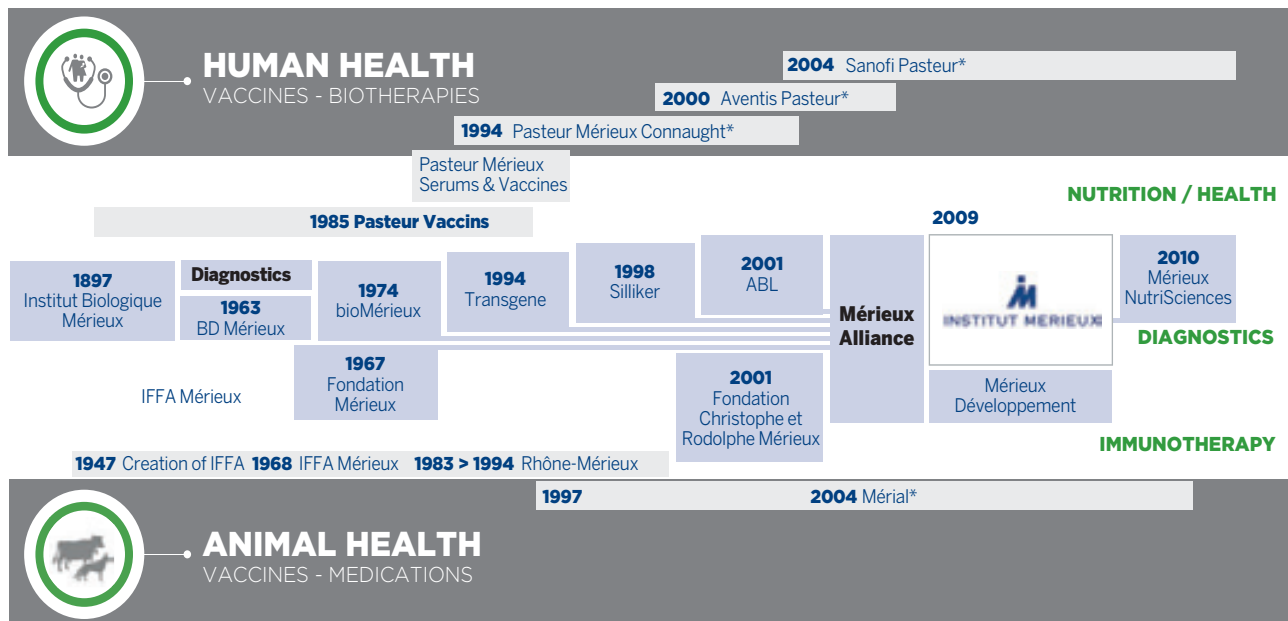 HUMAN HEALTH
VACCINES - BIOTHERAPIES
2004 Sanofi Pasteur*
2000 Aventis Pasteur*
1994 Pasteur Mérieux Connaught*
Pasteur Mérieux
Serums & Vaccines
1985 Pasteur Vaccins
NUTRITION / HEALTH
1897
Institut Biologique
Mérieux
Diagnostics
1963
BD Mérieux
1974
bioMérieux
1994
Transgene
1998
Silliker
2001
ABL
Mérieux
Alliance
2009
INSTITUT MERIEUX
2010
Mérieux
NutriSciences
DIAGNOSTICS
IFFA Mérieux
1967
Fondation
Mérieux
2001
Fondation
Christophe et
Rodolphe Mérieux
Mérieux
Développement
IMMUNOTHERAPY
1947 Creation of IFFA 1968 IFFA Mérieux 1983 > 1994 Rhône-Mérieux
1997 2004 Mérial*
ANIMAL HEALTH
VACCINES - MEDICATIONS